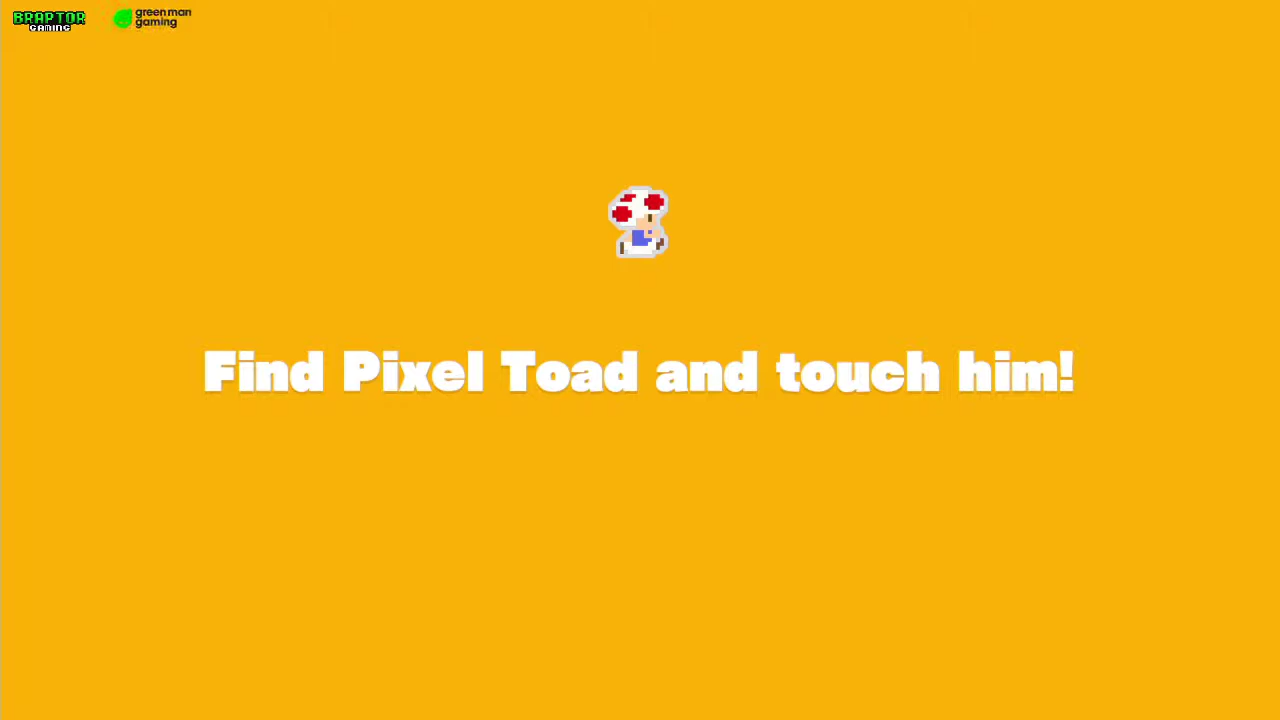 BRAPTOR
GAMING
green man
gaming
Find Pixel Toad and touch him!